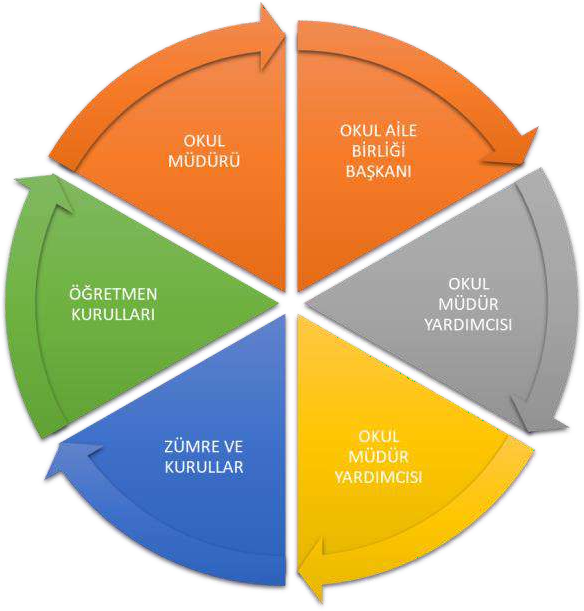 OKUL
MÜDÜRÜ
OKUL AİLE
BİRLİĞİ
BAŞKANI
OKUL
MÜDÜR
YARDIMCISI
OKUL
MÜDÜR
YARDIMCISI
ZÜMRE VE
KURULLAR
ÖĞRETMEN
KURULLARI